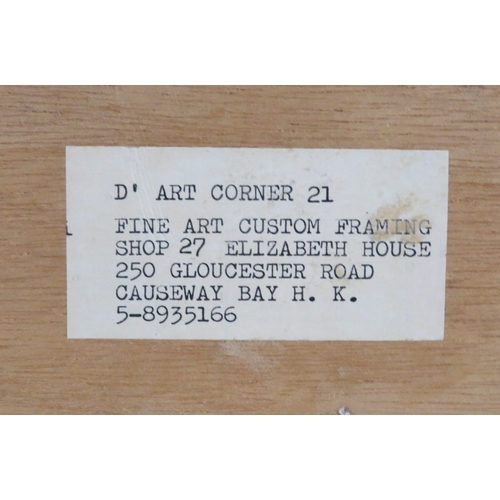 D' ART CORNER 21
FINE ART CUSTOM FRAMING
SHOP 27 ELIZABETH HOUSE
250 GLOUCESTER ROAD
CAUSEWAY BAY H. K.
5-8935166